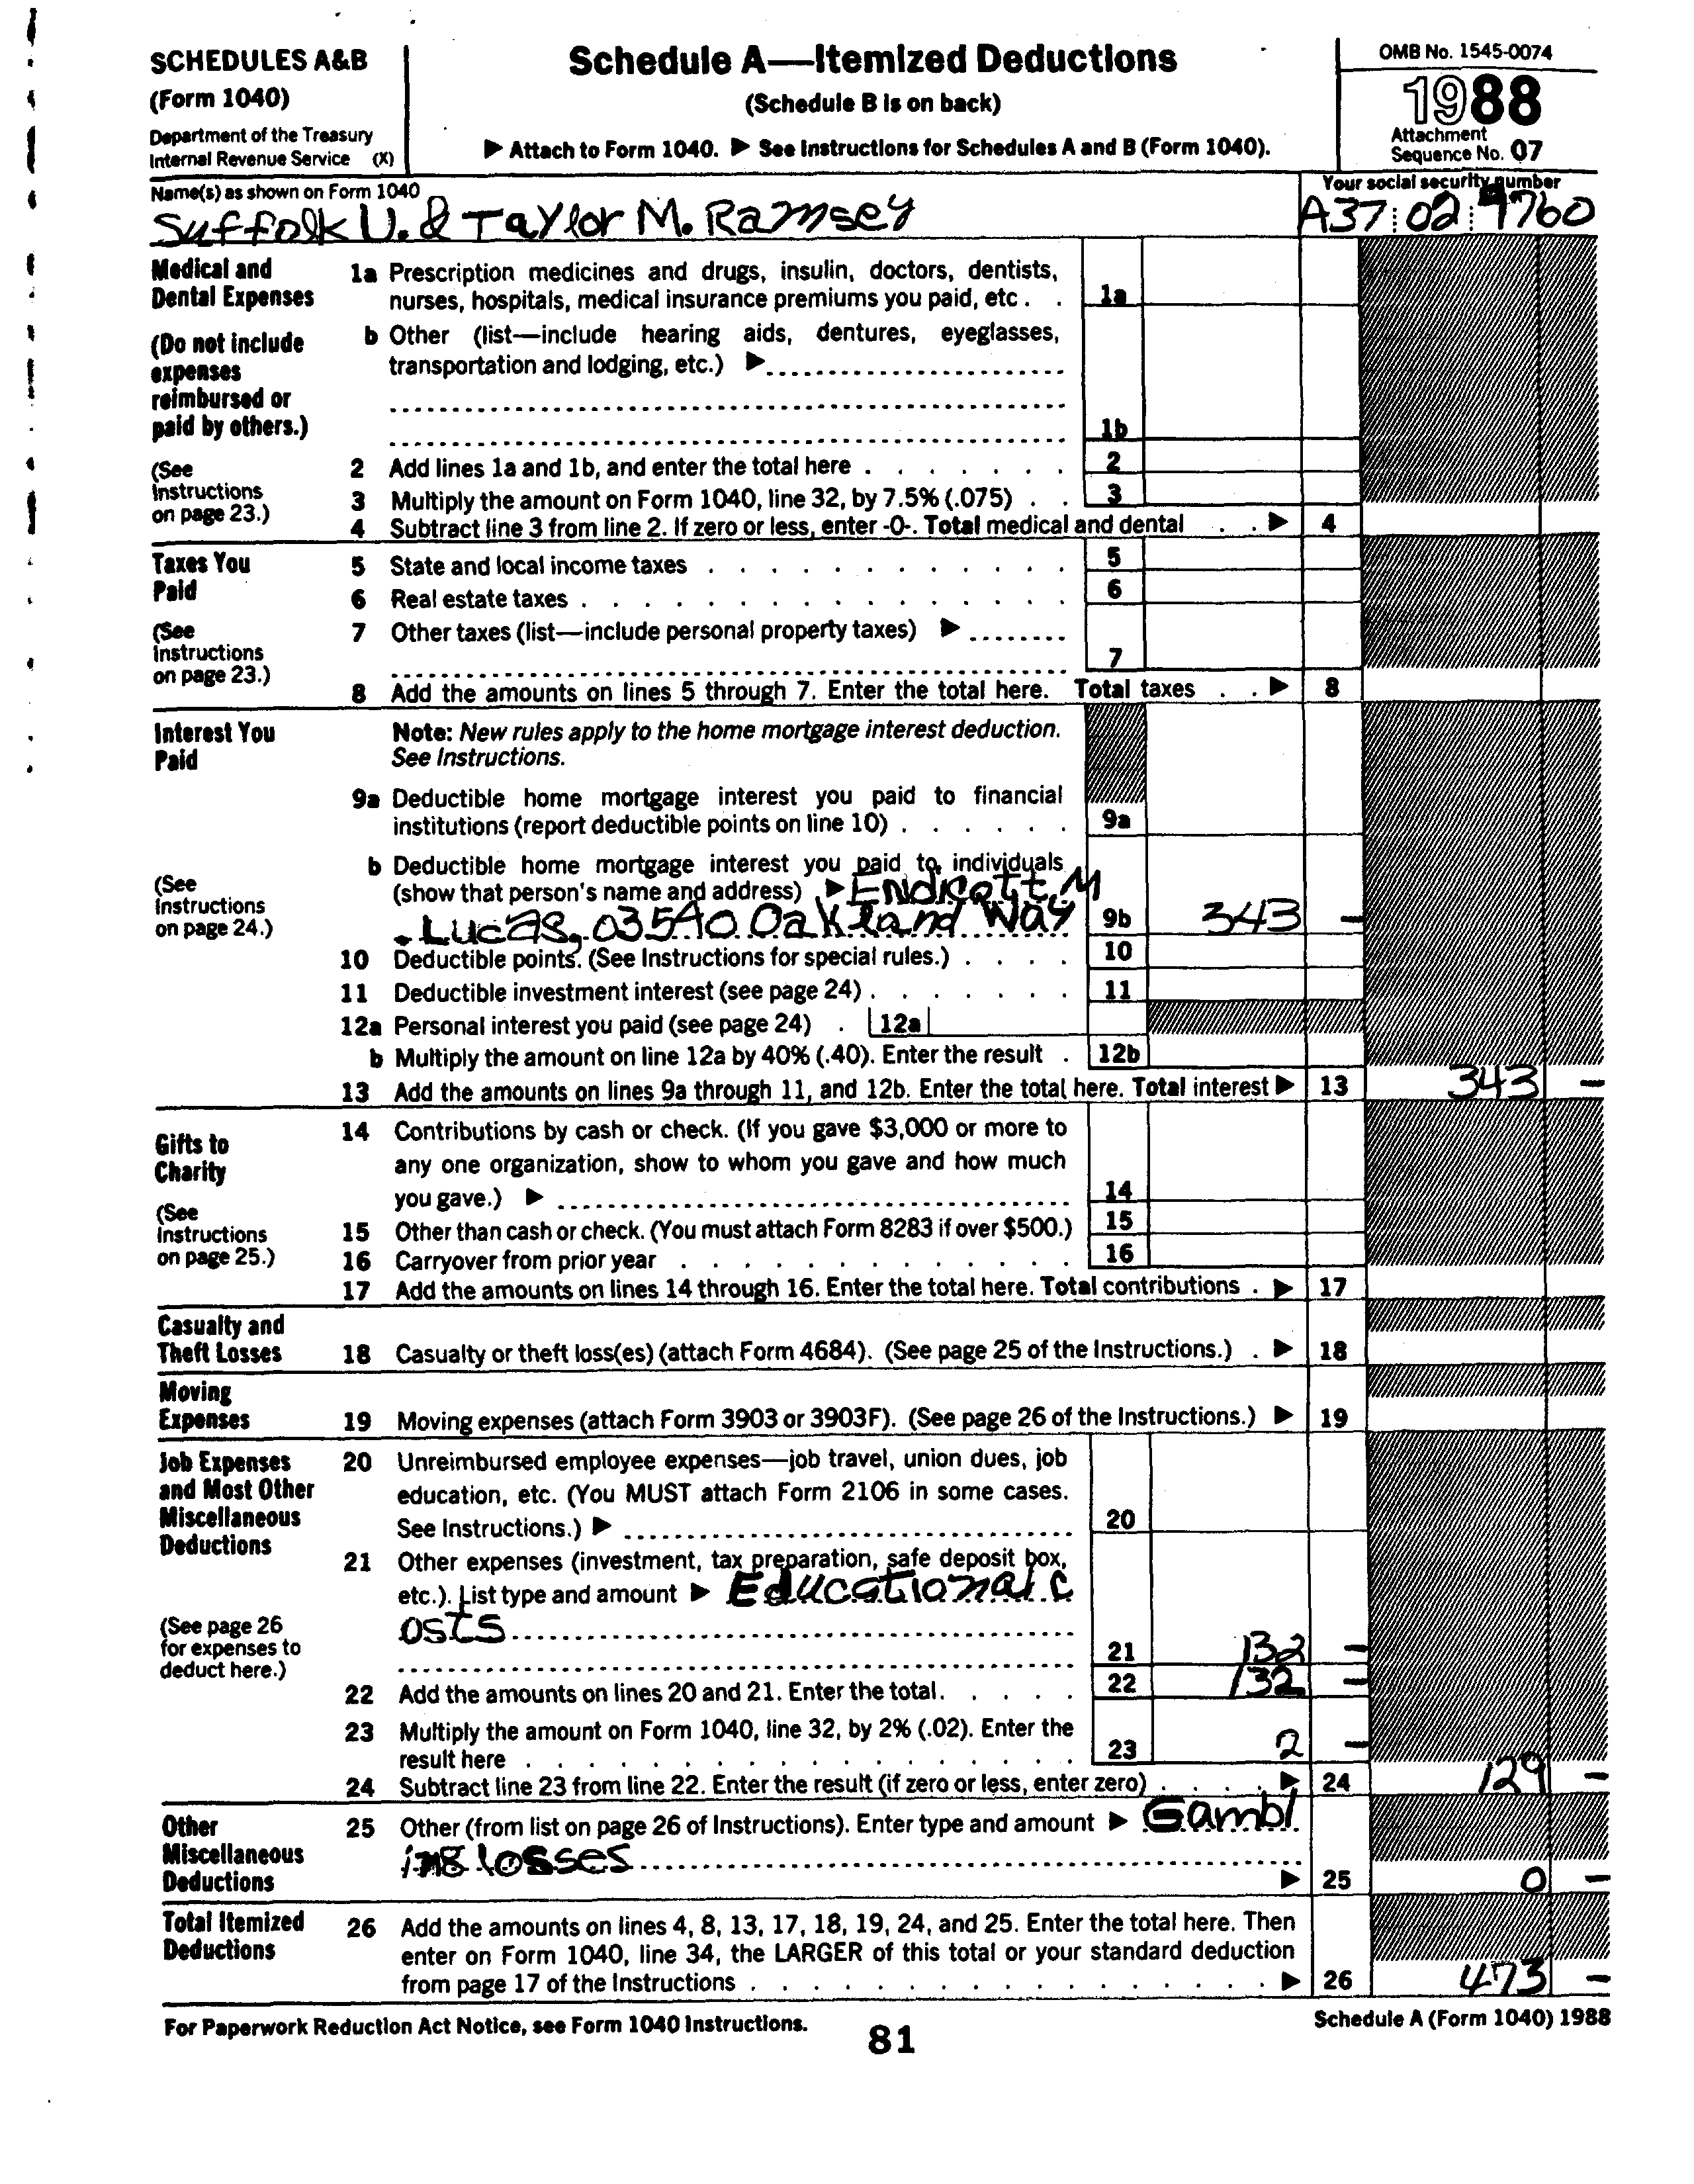 SCHEDULES A&B
(Form 1040)
Department of the Treasury
Internal Revenue Service (X)
Schedule A—Itemized Deductions
(Schedule B is on back)
▶ Attach to Form 1040. ▶ See Instructions for Schedules A and B (Form 1040).
OMB No. 1545-0074
1988
Attachment
Sequence No. 07
Name(s) as shown on Form 1040
Suffolk U. & Taylor M. Ramsey
Your social security number
A37 02 9760
Medical and
Dental Expenses
(Do not include
expenses
reimbursed or
paid by others.)
(See
Instructions
on page 23.)
1a Prescription medicines and drugs, insulin, doctors, dentists,
nurses, hospitals, medical insurance premiums you paid, etc. . 1a
b Other (list—include hearing aids, dentures, eyeglasses,
transportation and lodging, etc.) ▶
1b
2 Add lines 1a and 1b, and enter the total here . . . . . . . 2
3 Multiply the amount on Form 1040, line 32, by 7.5% (.075) . . 3
4 Subtract line 3 from line 2. If zero or less, enter -0-. Total medical and dental . . ▶ 4
Taxes You
Paid
(See
Instructions
on page 23.)
5 State and local income taxes . . . . . . . . . . . . 5
6 Real estate taxes . . . . . . . . . . . . . . . . 6
7 Other taxes (list—include personal property taxes) ▶
7
8 Add the amounts on lines 5 through 7. Enter the total here. Total taxes . . ▶ 8
Interest You
Paid
(See
Instructions
on page 24.)
Note: New rules apply to the home mortgage interest deduction.
See Instructions.
9a Deductible home mortgage interest you paid to financial
institutions (report deductible points on line 10) . . . . . . 9a
b Deductible home mortgage interest you paid to individuals
(show that person's name and address) ▶ Endicott M
. Lucas, 03540 Oakland Way 9b 343 -
10 Deductible points. (See Instructions for special rules.) . . . . 10
11 Deductible investment interest (see page 24) . . . . . . . 11
12a Personal interest you paid (see page 24) . 12a
b Multiply the amount on line 12a by 40% (.40). Enter the result . 12b
13 Add the amounts on lines 9a through 11, and 12b. Enter the total here. Total interest ▶ 13 343 -
Gifts to
Charity
(See
Instructions
on page 25.)
14 Contributions by cash or check. (If you gave $3,000 or more to
any one organization, show to whom you gave and how much
you gave.) ▶ 14
15 Other than cash or check. (You must attach Form 8283 if over $500.) 15
16 Carryover from prior year . . . . . . . . . . . . . 16
17 Add the amounts on lines 14 through 16. Enter the total here. Total contributions . ▶ 17
Casualty and
Theft Losses
18 Casualty or theft loss(es) (attach Form 4684). (See page 25 of the Instructions.) . ▶ 18
Moving
Expenses
19 Moving expenses (attach Form 3903 or 3903F). (See page 26 of the Instructions.) ▶ 19
Job Expenses
and Most Other
Miscellaneous
Deductions
(See page 26
for expenses to
deduct here.)
20 Unreimbursed employee expenses—job travel, union dues, job
education, etc. (You MUST attach Form 2106 in some cases.
See Instructions.) ▶ 20
21 Other expenses (investment, tax preparation, safe deposit box,
etc.). List type and amount ▶ Educational c
osts
21 132 -
22 Add the amounts on lines 20 and 21. Enter the total. . . . . . 22 132 -
23 Multiply the amount on Form 1040, line 32, by 2% (.02). Enter the
result here . . . . . . . . . . . . . . . . . . 23 2 -
24 Subtract line 23 from line 22. Enter the result (if zero or less, enter zero) . . . . ▶ 24 129 -
Other
Miscellaneous
Deductions
25 Other (from list on page 26 of Instructions). Enter type and amount ▶ Gambl
ing losses
▶ 25 0 -
Total Itemized
Deductions
26 Add the amounts on lines 4, 8, 13, 17, 18, 19, 24, and 25. Enter the total here. Then
enter on Form 1040, line 34, the LARGER of this total or your standard deduction
from page 17 of the Instructions . . . . . . . . . . . . . . . . . ▶ 26 473 -
For Paperwork Reduction Act Notice, see Form 1040 Instructions.
81
Schedule A (Form 1040) 1988